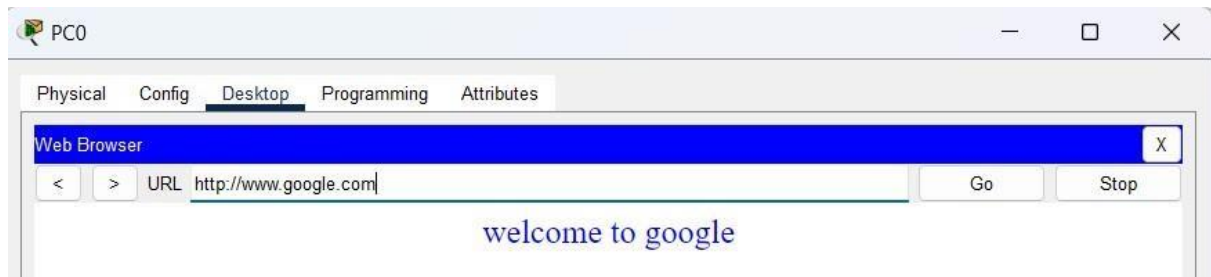 PC0
Physical Config Desktop Programming Attributes
Web Browser X
< > URL http://www.google.com Go Stop
welcome to google